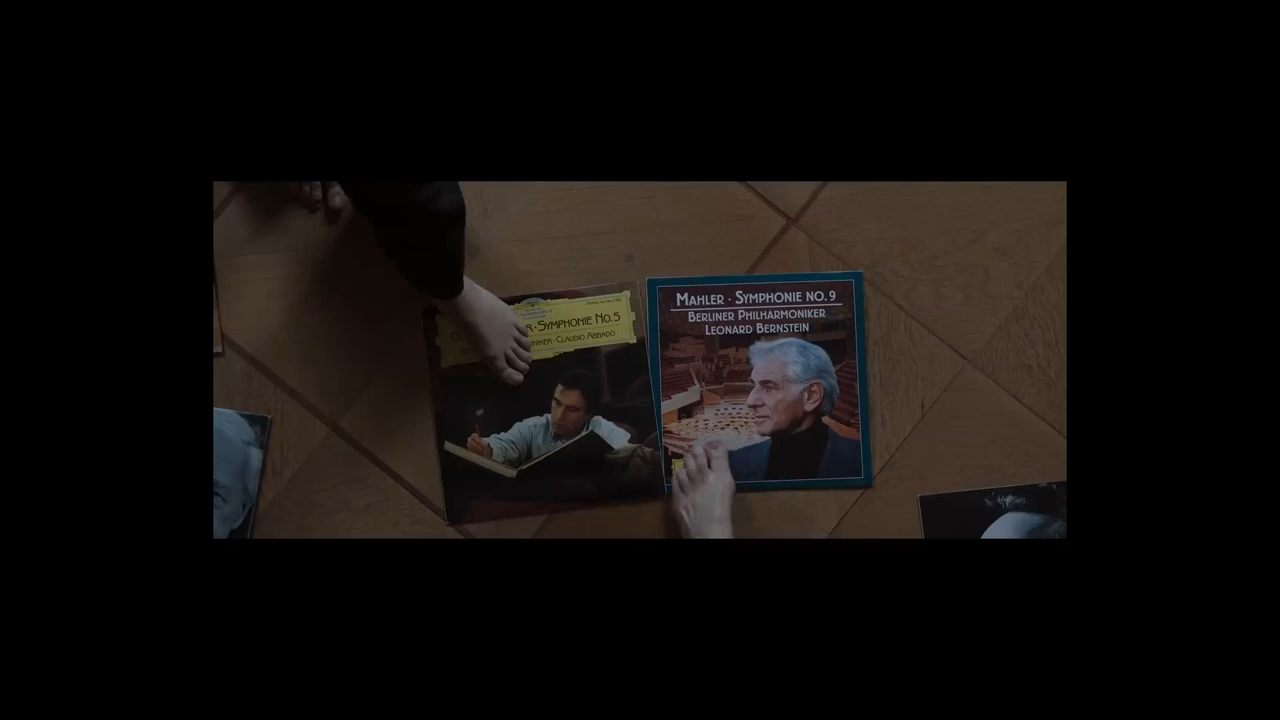 R · SYMPHONIE NO. 5
CLAUDIO ABBADO
MAHLER · SYMPHONIE NO. 9
BERLINER PHILHARMONIKER
LEONARD BERNSTEIN